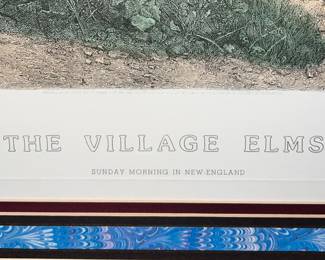 THE VILLAGE ELMS
SUNDAY MORNING IN NEW-ENGLAND